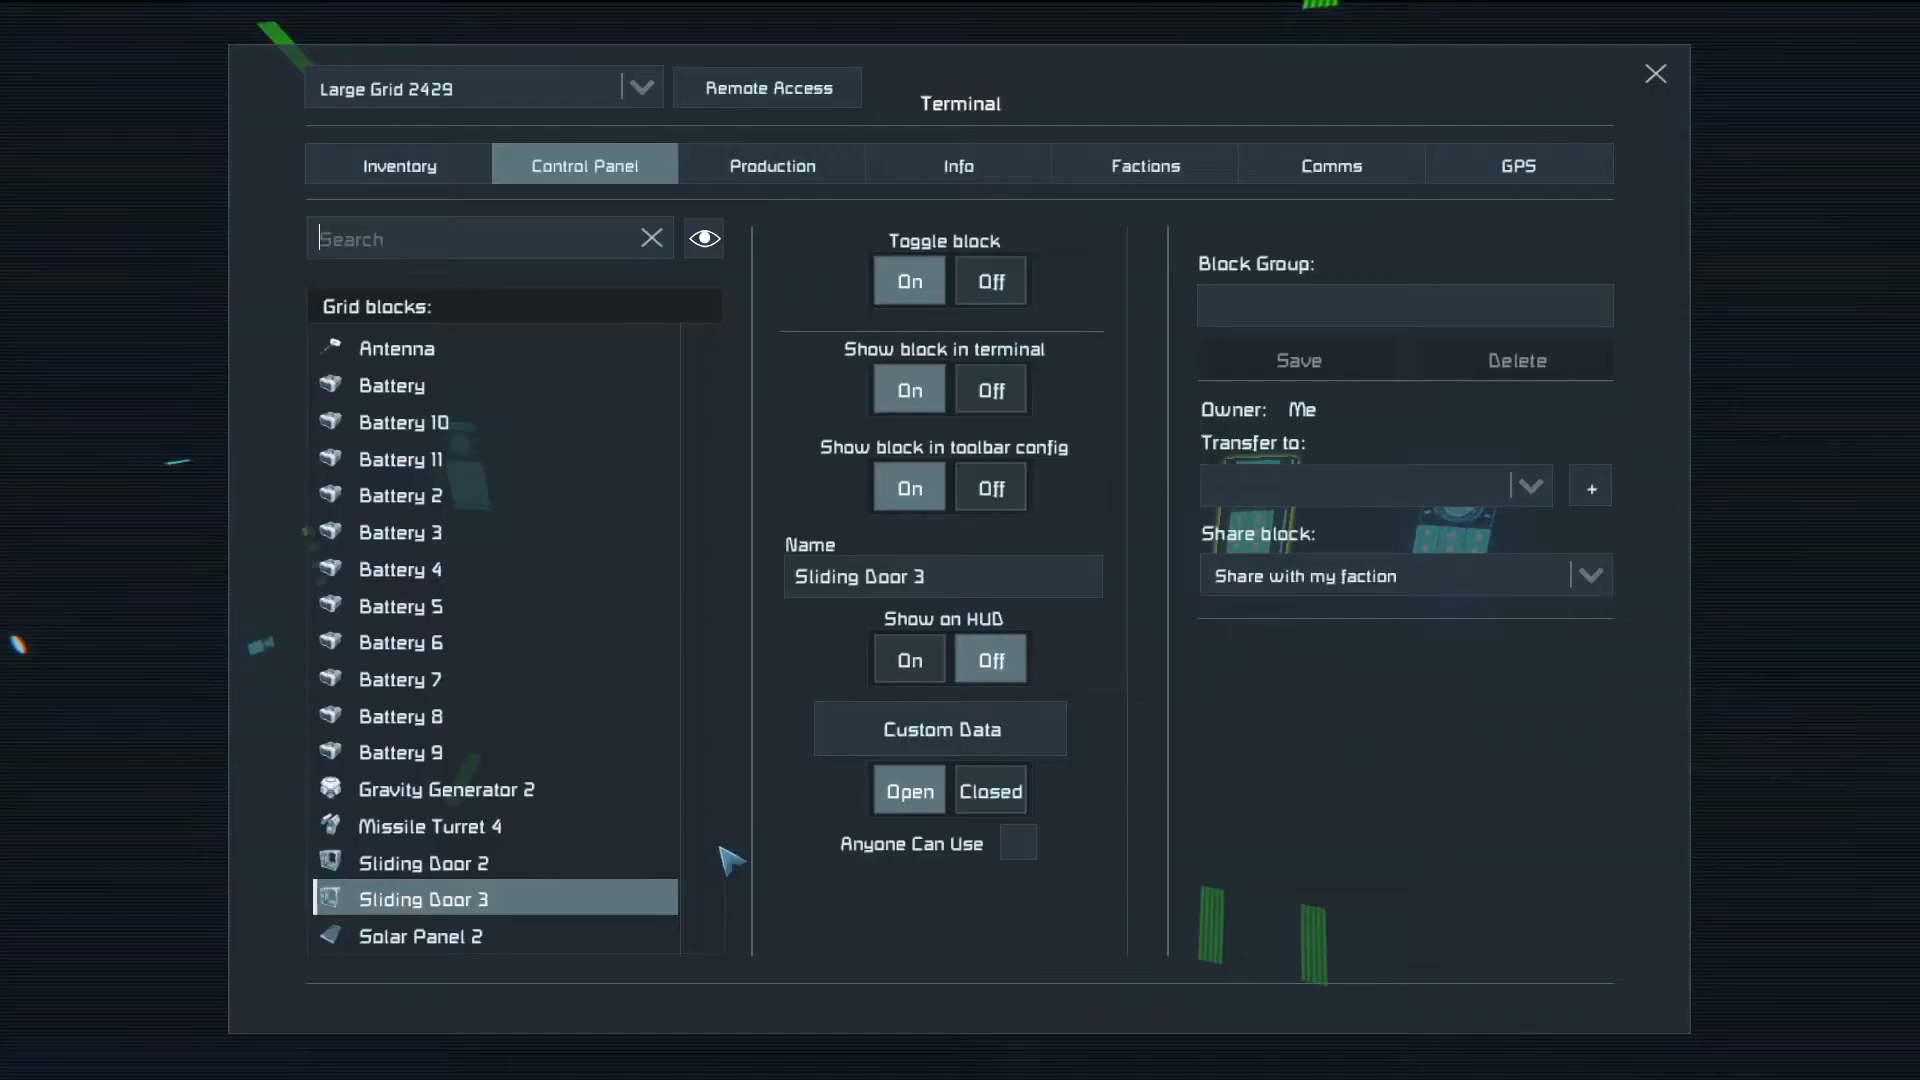 Large Grid 2429
Remote Access
Terminal
Inventory
Control Panel
Production
Info
Factions
Comms
GPS
Search
Grid blocks:
Antenna
Battery
Battery 10
Battery 11
Battery 2
Battery 3
Battery 4
Battery 5
Battery 6
Battery 7
Battery 8
Battery 9
Gravity Generator 2
Missile Turret 4
Sliding Door 2
Sliding Door 3
Solar Panel 2
Toggle block
On Off
Show block in terminal
On Off
Show block in toolbar config
On Off
Name
Sliding Door 3
Show on HUD
On Off
Custom Data
Open Closed
Anyone Can Use
Block Group:
Save Delete
Owner: Me
Transfer to:
+
Share block:
Share with my faction